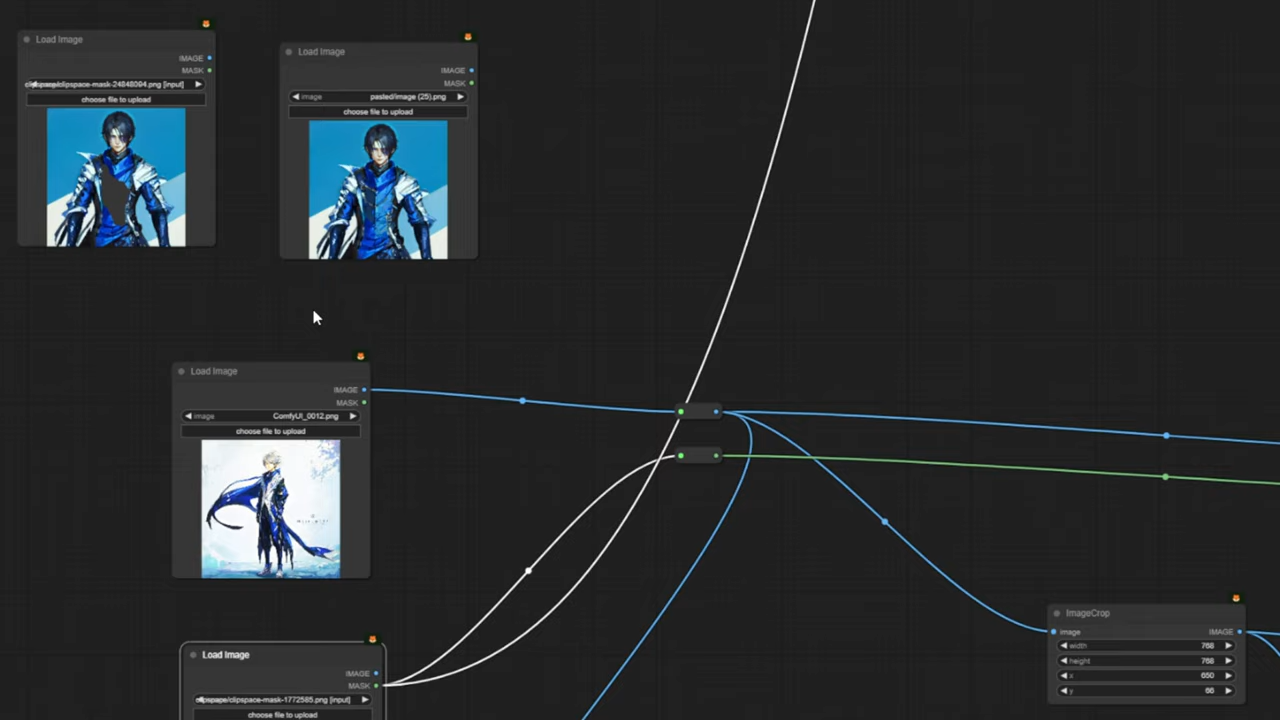 Load Image
IMAGE
MASK
clipspace/clipspace-mask-24848094.png [input]
choose file to upload
Load Image
IMAGE
MASK
image pasted/image (25).png
choose file to upload
Load Image
IMAGE
MASK
image ComfyUI_0012.png
choose file to upload
Load Image
IMAGE
MASK
clipspace/clipspace-mask-1772585.png [input]
choose file to upload
ImageCrop
image IMAGE
width 768
height 768
x 650
y 66